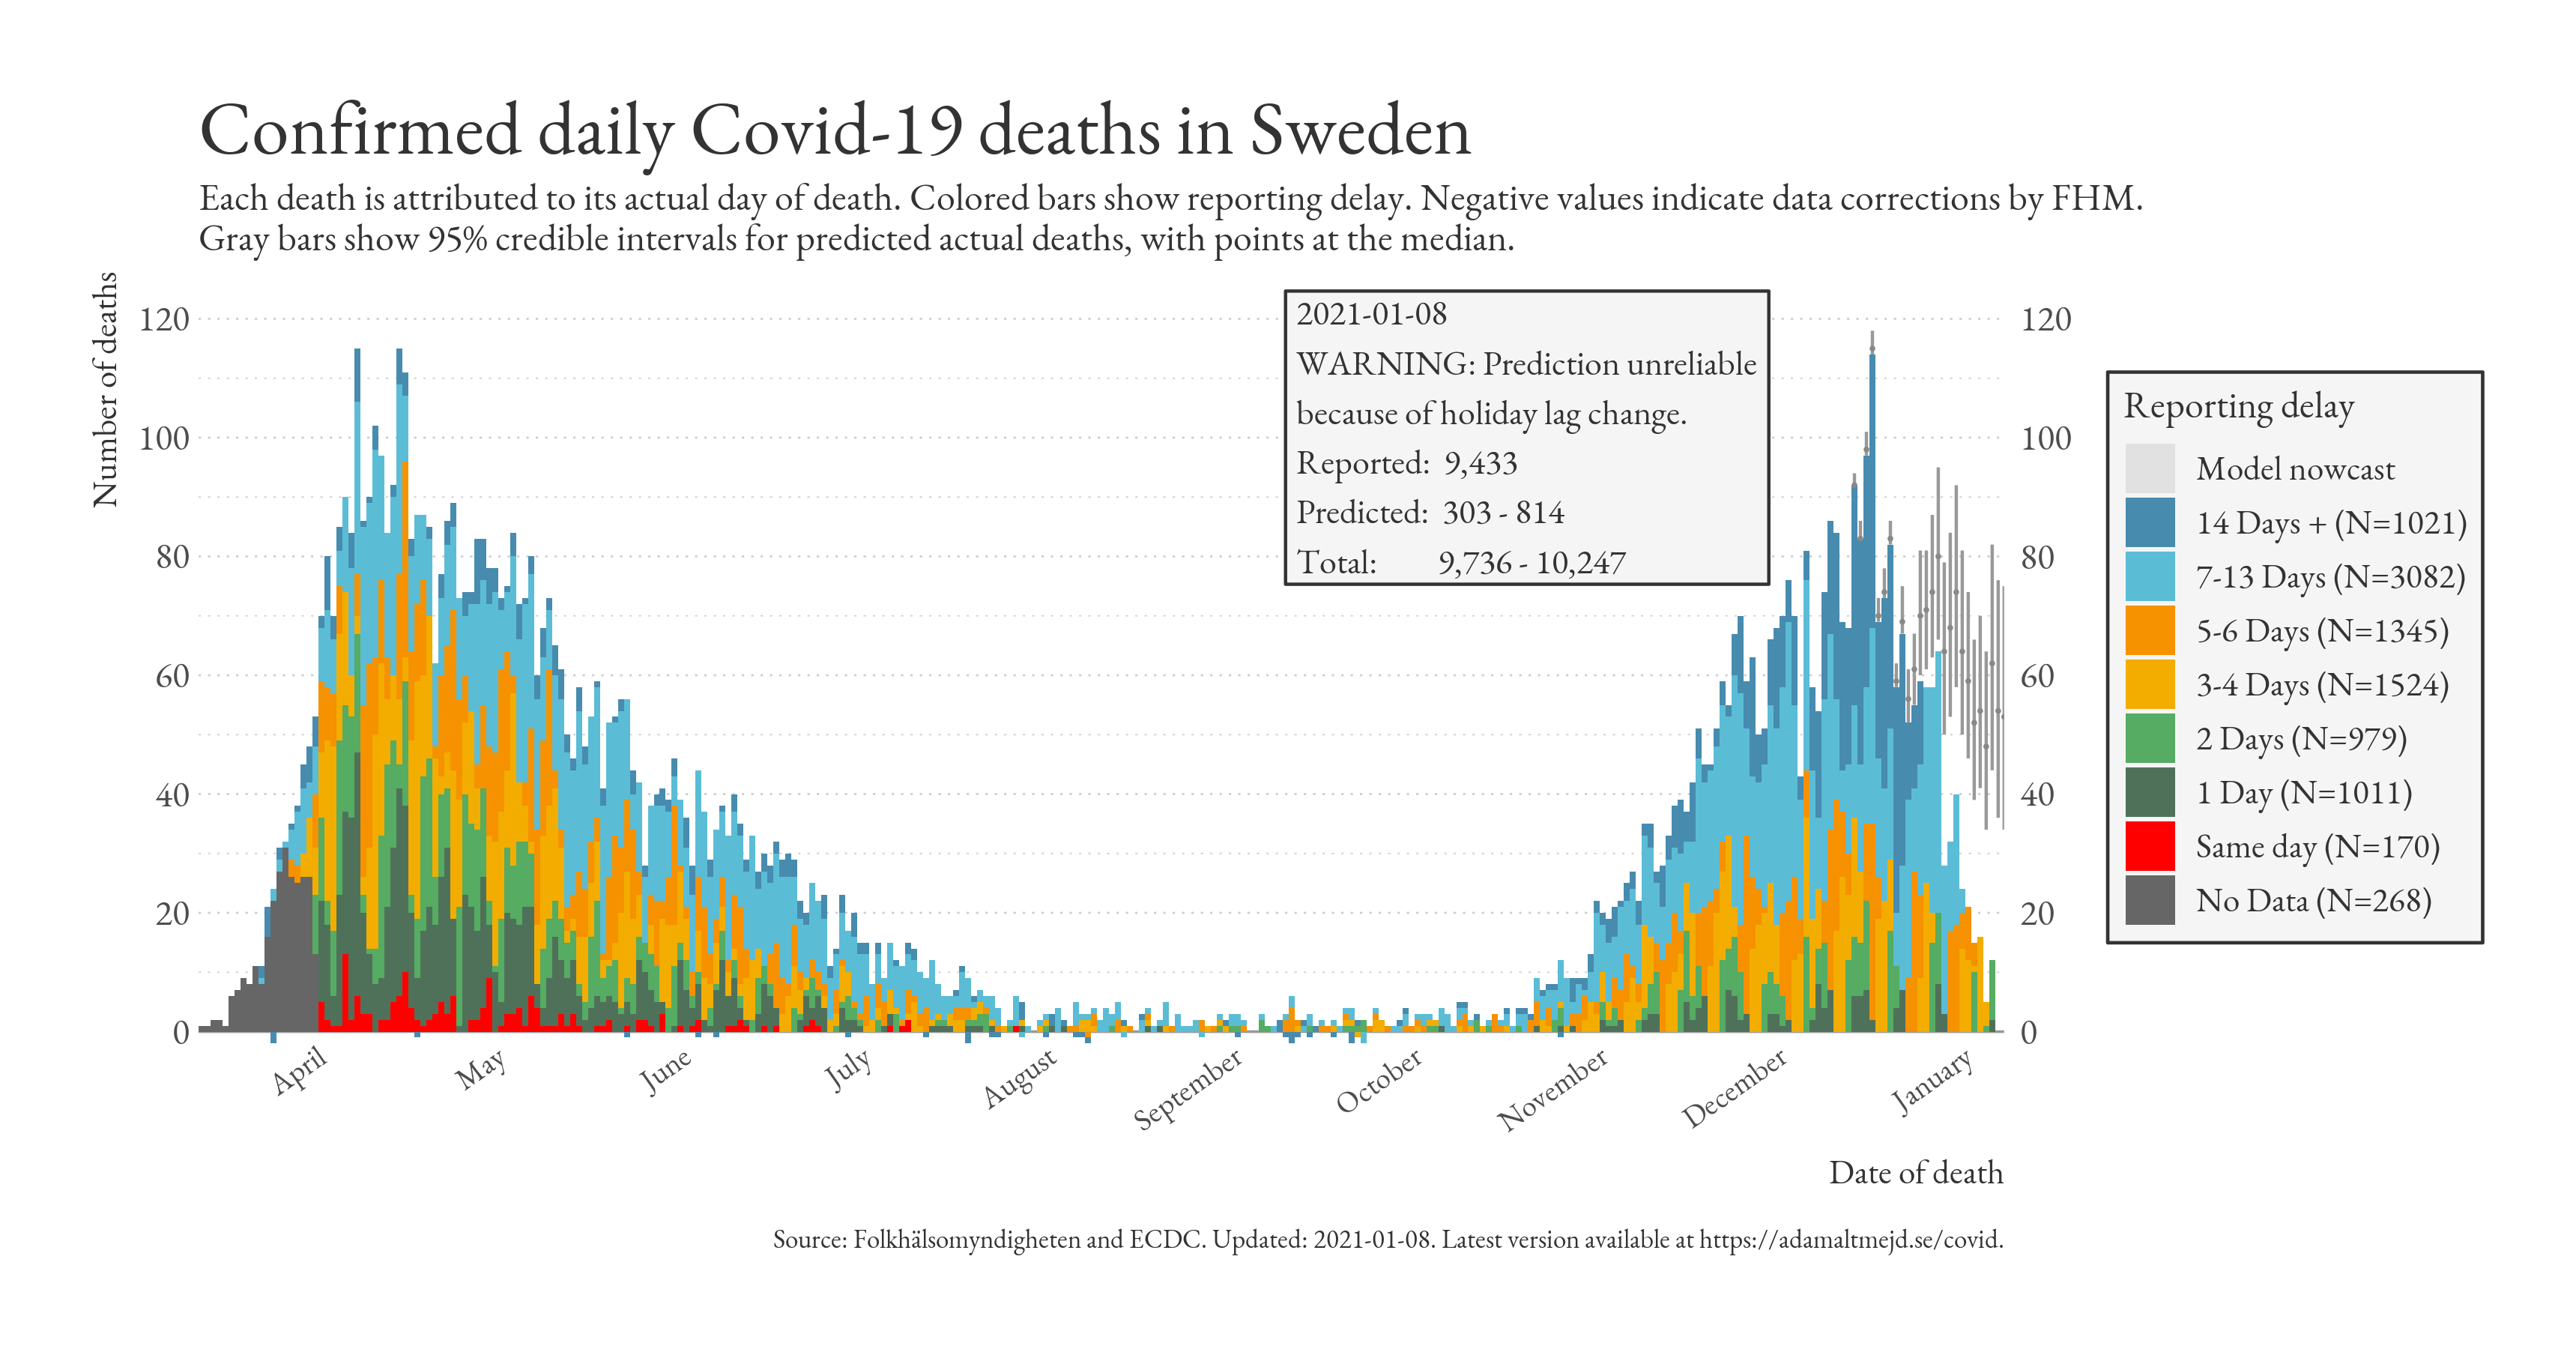 Confirmed daily Covid-19 deaths in Sweden
Each death is attributed to its actual day of death. Colored bars show reporting delay. Negative values indicate data corrections by FHM.
Gray bars show 95% credible intervals for predicted actual deaths, with points at the median.
Number of deaths
120
100
80
60
40
20
0
2021-01-08
WARNING: Prediction unreliable
because of holiday lag change.
Reported: 9,433
Predicted: 303 - 814
Total: 9,736 - 10,247
120
100
80
60
40
20
0
Reporting delay
Model nowcast
14 Days + (N=1021)
7-13 Days (N=3082)
5-6 Days (N=1345)
3-4 Days (N=1524)
2 Days (N=979)
1 Day (N=1011)
Same day (N=170)
No Data (N=268)
April
May
June
July
August
September
October
November
December
January
Date of death
Source: Folkhälsomyndigheten and ECDC. Updated: 2021-01-08. Latest version available at https://adamaltmejd.se/covid.